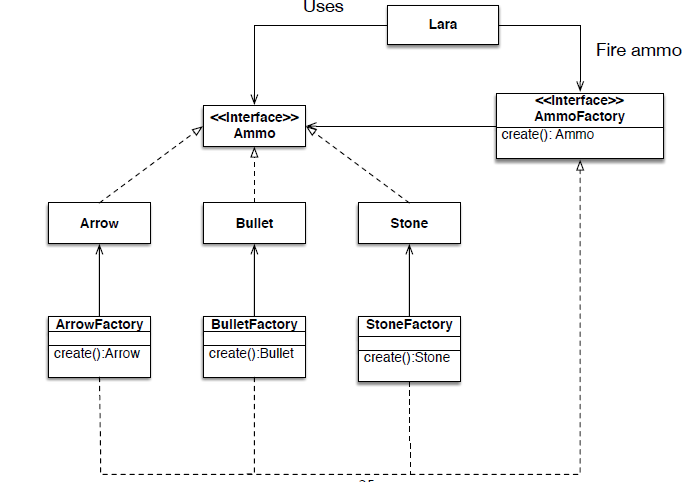 Uses
Lara
Fire ammo
<<Interface>>
Ammo
<<Interface>>
AmmoFactory
create(): Ammo
Arrow
Bullet
Stone
ArrowFactory
create():Arrow
BulletFactory
create():Bullet
StoneFactory
create():Stone